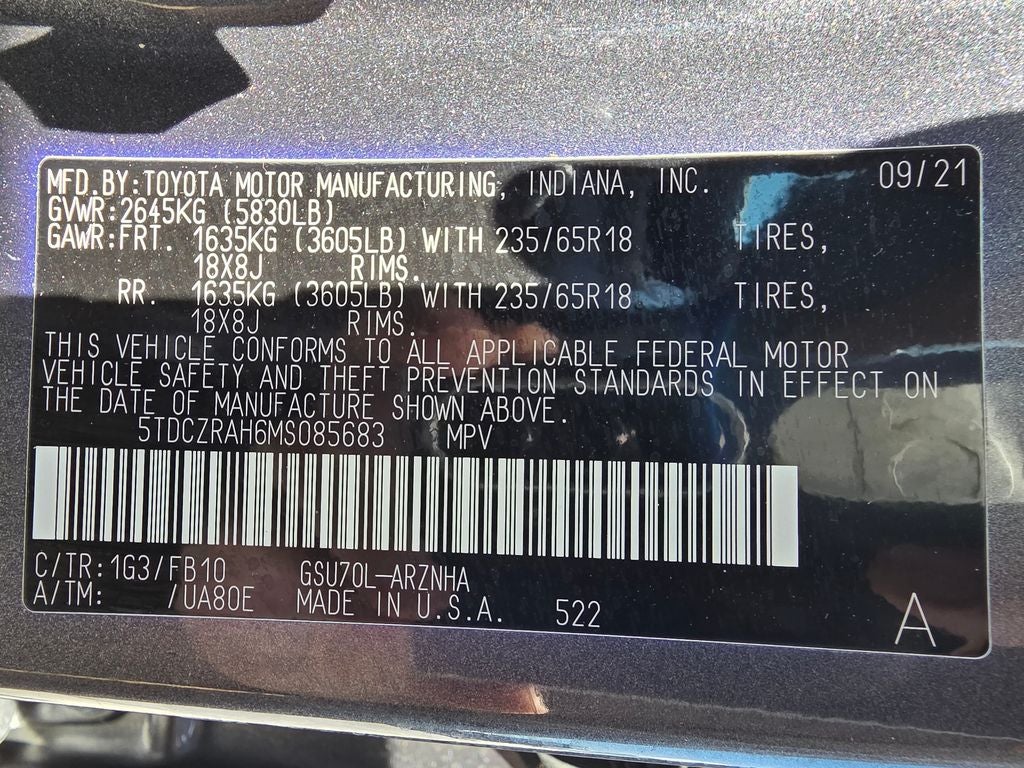 MFD.BY:TOYOTA MOTOR MANUFACTURING, INDIANA, INC. 09/21
GVWR:2645KG (5830LB)
GAWR:FRT. 1635KG (3605LB) WITH 235/65R18 TIRES,
18X8J RIMS.
RR. 1635KG (3605LB) WITH 235/65R18 TIRES,
18X8J RIMS.
THIS VEHICLE CONFORMS TO ALL APPLICABLE FEDERAL MOTOR
VEHICLE SAFETY AND THEFT PREVENTION STANDARDS IN EFFECT ON
THE DATE OF MANUFACTURE SHOWN ABOVE.
5TDCZRAH6MS085683 MPV
C/TR:1G3/FB10 GSU70L-ARZNHA
A/TM: /UA80E MADE IN U.S.A. 522 A